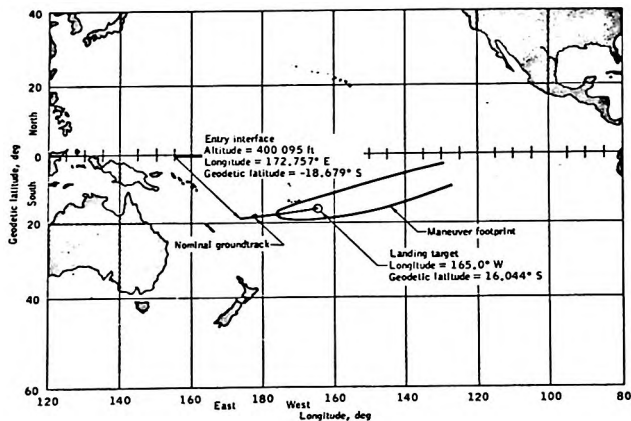 40
20
0
20
40
60
Geodetic latitude, deg
North
South
Entry interface
Altitude = 400 095 ft
Longitude = 172.757° E
Geodetic latitude = -18.679° S
Nominal groundtrack
Maneuver footprint
Landing target
Longitude = 165.0° W
Geodetic latitude = 16.044° S
120 140 160 180 160 140 120 100 80
East West
Longitude, deg